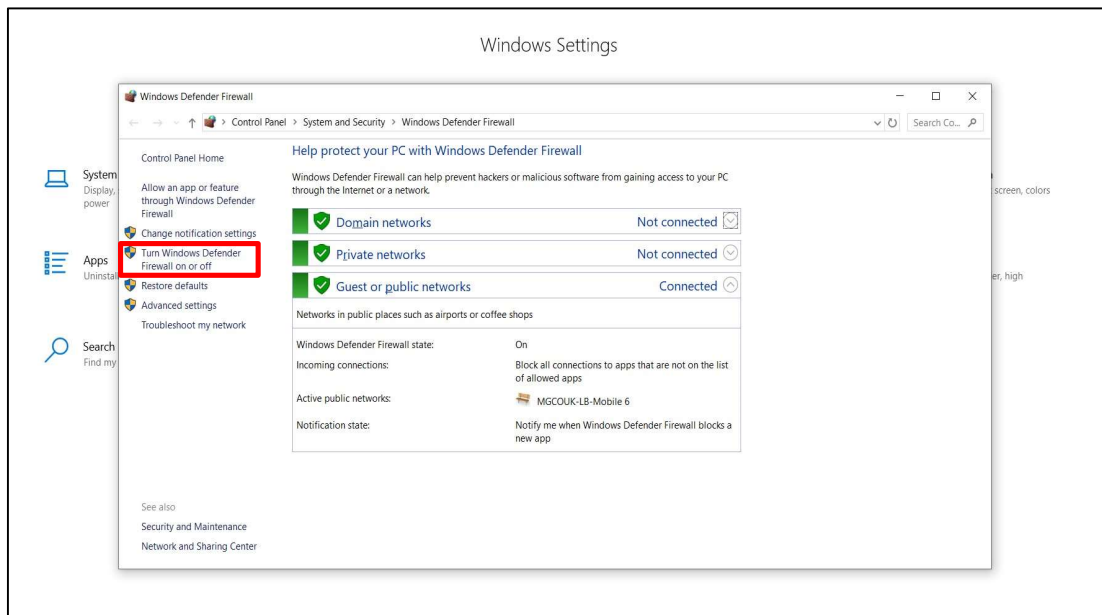 Windows Settings
Windows Defender Firewall
Control Panel > System and Security > Windows Defender Firewall
Search Co...
Control Panel Home
Allow an app or feature
through Windows Defender
Firewall
Change notification settings
Turn Windows Defender
Firewall on or off
Restore defaults
Advanced settings
Troubleshoot my network
See also
Security and Maintenance
Network and Sharing Center
Help protect your PC with Windows Defender Firewall
Windows Defender Firewall can help prevent hackers or malicious software from gaining access to your PC
through the Internet or a network.
Domain networks Not connected
Private networks Not connected
Guest or public networks Connected
Networks in public places such as airports or coffee shops
Windows Defender Firewall state: On
Incoming connections: Block all connections to apps that are not on the list
of allowed apps
Active public networks: MGCOUK-LB-Mobile 6
Notification state: Notify me when Windows Defender Firewall blocks a
new app
System
Display,
power
Apps
Uninstal
Search
Find my
screen, colors
er, high